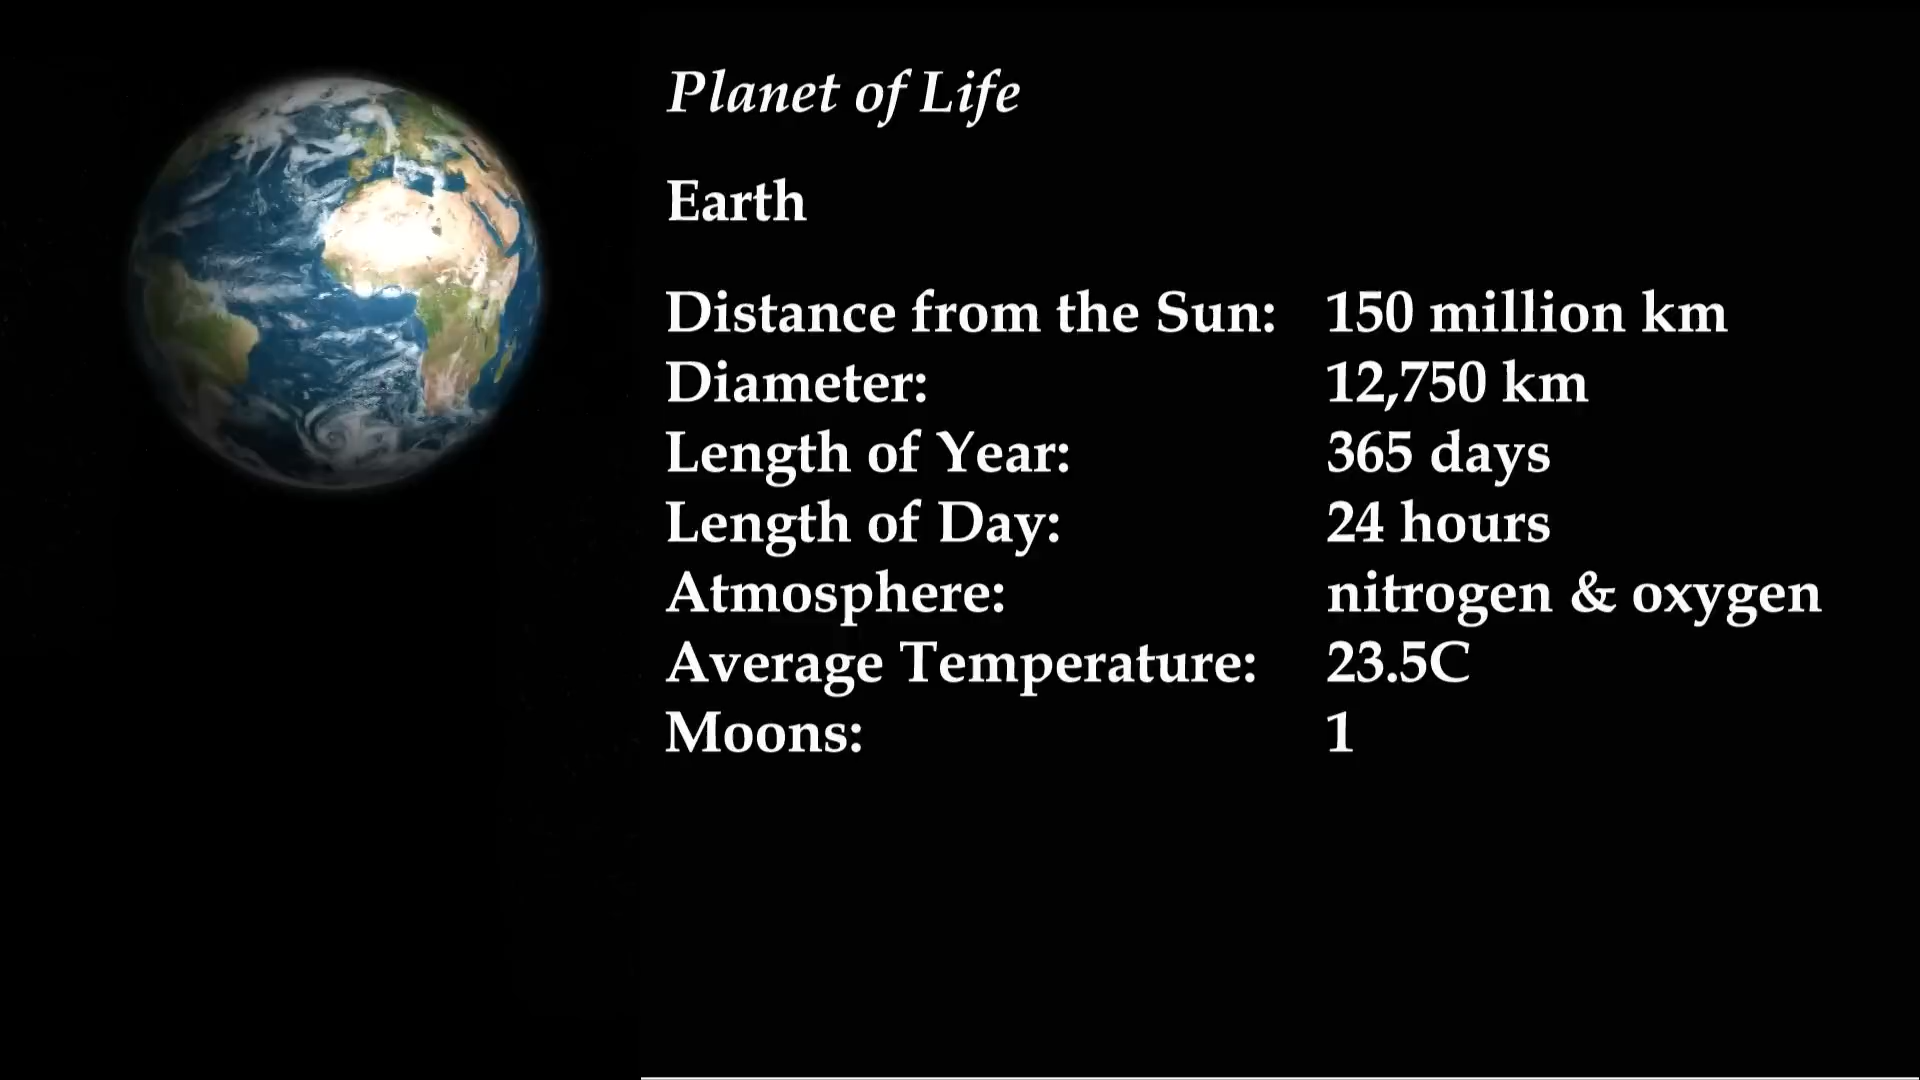 Planet of Life
Earth
Distance from the Sun: 150 million km
Diameter: 12,750 km
Length of Year: 365 days
Length of Day: 24 hours
Atmosphere: nitrogen & oxygen
Average Temperature: 23.5C
Moons: 1